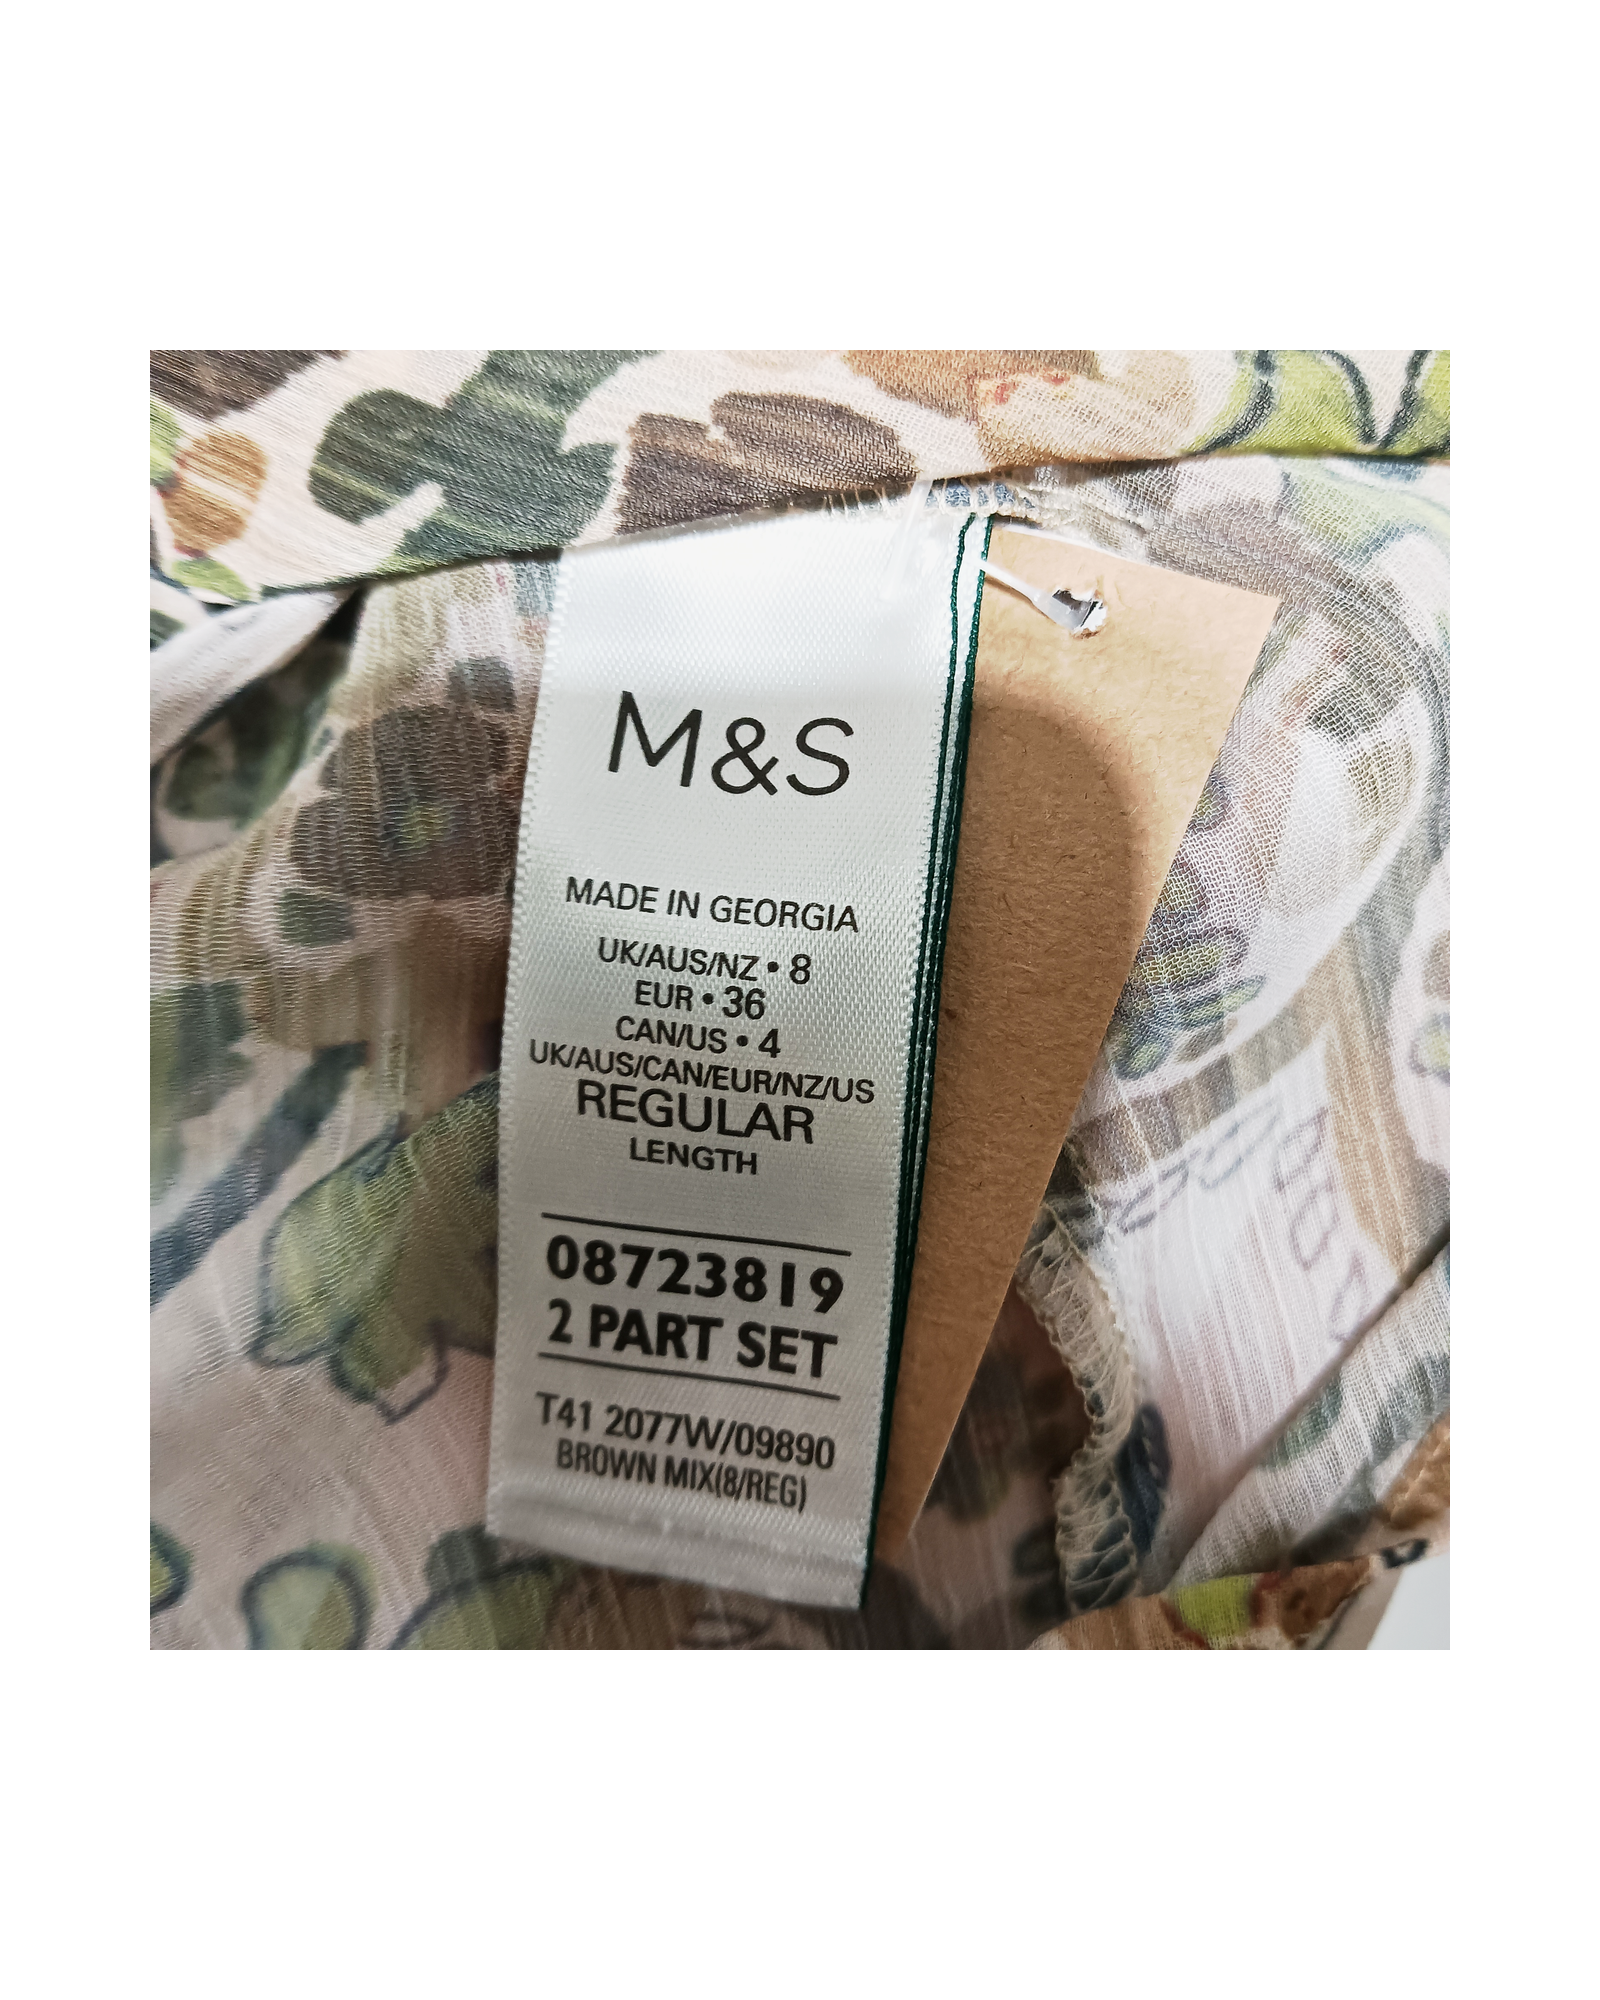 M&S
MADE IN GEORGIA
UK/AUS/NZ • 8
EUR • 36
CAN/US • 4
UK/AUS/CAN/EUR/NZ/US
REGULAR
LENGTH
08723819
2 PART SET
T41 2077W/09890
BROWN MIX(8/REG)